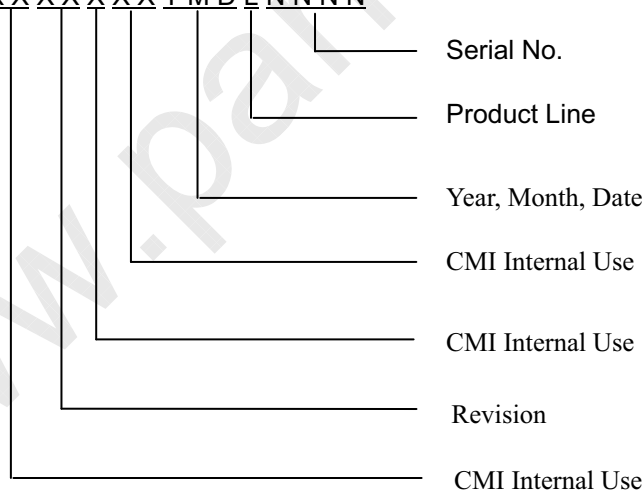 X X X X X X Y M D L N N N N
Serial No.
Product Line
Year, Month, Date
CMI Internal Use
CMI Internal Use
Revision
CMI Internal Use